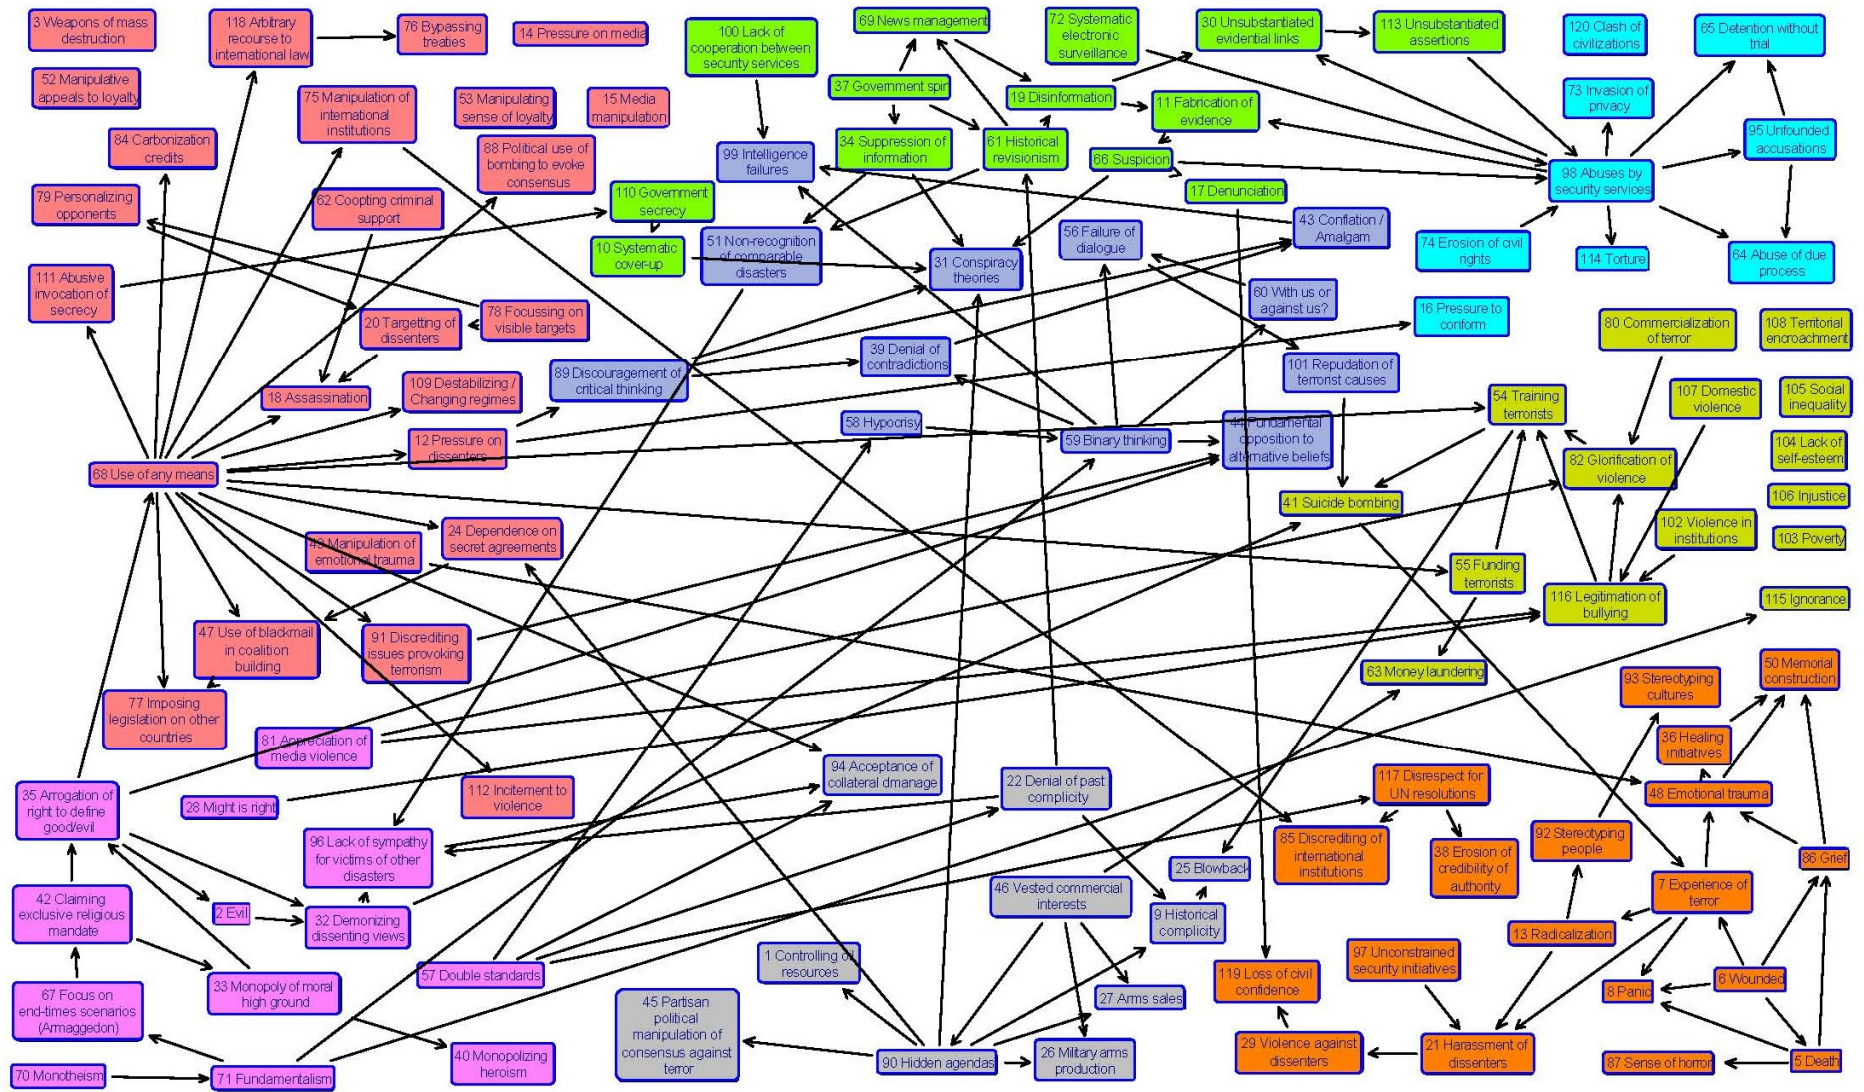 3 Weapons of mass
destruction
118 Arbitrary
recourse to
international law
76 Bypassing
treaties
14 Pressure on media
100 Lack of
cooperation between
security services
69 News management
72 Systematic
electronic
surveillance
30 Unsubstantiated
evidential links
113 Unsubstantiated
assertions
120 Clash of
civilizations
65 Detention without
trial
52 Manipulative
appeals to loyalty
75 Manipulation of
international
institutions
53 Manipulating
sense of loyalty
15 Media
manipulation
37 Government spin
19 Disinformation
11 Fabrication of
evidence
73 Invasion of
privacy
84 Carbonization
credits
88 Political use of
bombing to evoke
consensus
99 Intelligence
failures
34 Suppression of
information
61 Historical
revisionism
66 Suspicion
95 Unfounded
accusations
98 Abuses by
security services
79 Personalizing
opponents
62 Coopting criminal
support
110 Government
secrecy
17 Denunciation
10 Systematic
cover-up
51 Non-recognition
of comparable
disasters
31 Conspiracy
theories
56 Failure of
dialogue
43 Conflation /
Amalgam
74 Erosion of civil
rights
114 Torture
64 Abuse of due
process
111 Abusive
invocation of
secrecy
20 Targetting of
dissenters
78 Focussing on
visible targets
60 With us or
against us?
16 Pressure to
conform
80 Commercialization
of terror
108 Territorial
encroachment
89 Discouragement of
critical thinking
39 Denial of
contradictions
101 Repudation of
terrorist causes
18 Assassination
109 Destabilizing /
Changing regimes
54 Training
terrorists
107 Domestic
violence
105 Social
inequality
12 Pressure on
dissenters
58 Hypocrisy
59 Binary thinking
44 Fundamental
opposition to
alternative beliefs
104 Lack of
self-esteem
68 Use of any means
82 Glorification of
violence
41 Suicide bombing
106 Injustice
49 Manipulation of
emotional trauma
24 Dependence on
secret agreements
102 Violence in
institutions
103 Poverty
55 Funding
terrorists
116 Legitimation of
bullying
115 Ignorance
47 Use of blackmail
in coalition
building
91 Discrediting
issues provoking
terrorism
63 Money laundering
93 Stereotyping
cultures
50 Memorial
construction
77 Imposing
legislation on other
countries
81 Appreciation of
media violence
36 Healing
initiatives
35 Arrogation of
right to define
good/evil
28 Might is right
112 Incitement to
violence
94 Acceptance of
collateral dmanage
22 Denial of past
complicity
117 Disrespect for
UN resolutions
48 Emotional trauma
96 Lack of sympathy
for victims of other
disasters
85 Discrediting of
international
institutions
38 Erosion of
credibility of
authority
92 Stereotyping
people
86 Grief
25 Blowback
42 Claiming
exclusive religious
mandate
2 Evil
32 Demonizing
dissenting views
46 Vested commercial
interests
9 Historical
complicity
7 Experience of
terror
13 Radicalization
57 Double standards
1 Controlling oil
resources
97 Unconstrained
security initiatives
67 Focus on
end-times scenarios
(Armaggedon)
33 Monopoly of moral
high ground
45 Partisan
political
manipulation of
consensus against
terror
27 Arms sales
119 Loss of civil
confidence
8 Panic
6 Wounded
70 Monotheism
71 Fundamentalism
40 Monopolizing
heroism
90 Hidden agendas
26 Military arms
production
29 Violence against
dissenters
21 Harassment of
dissenters
87 Sense of horror
5 Death